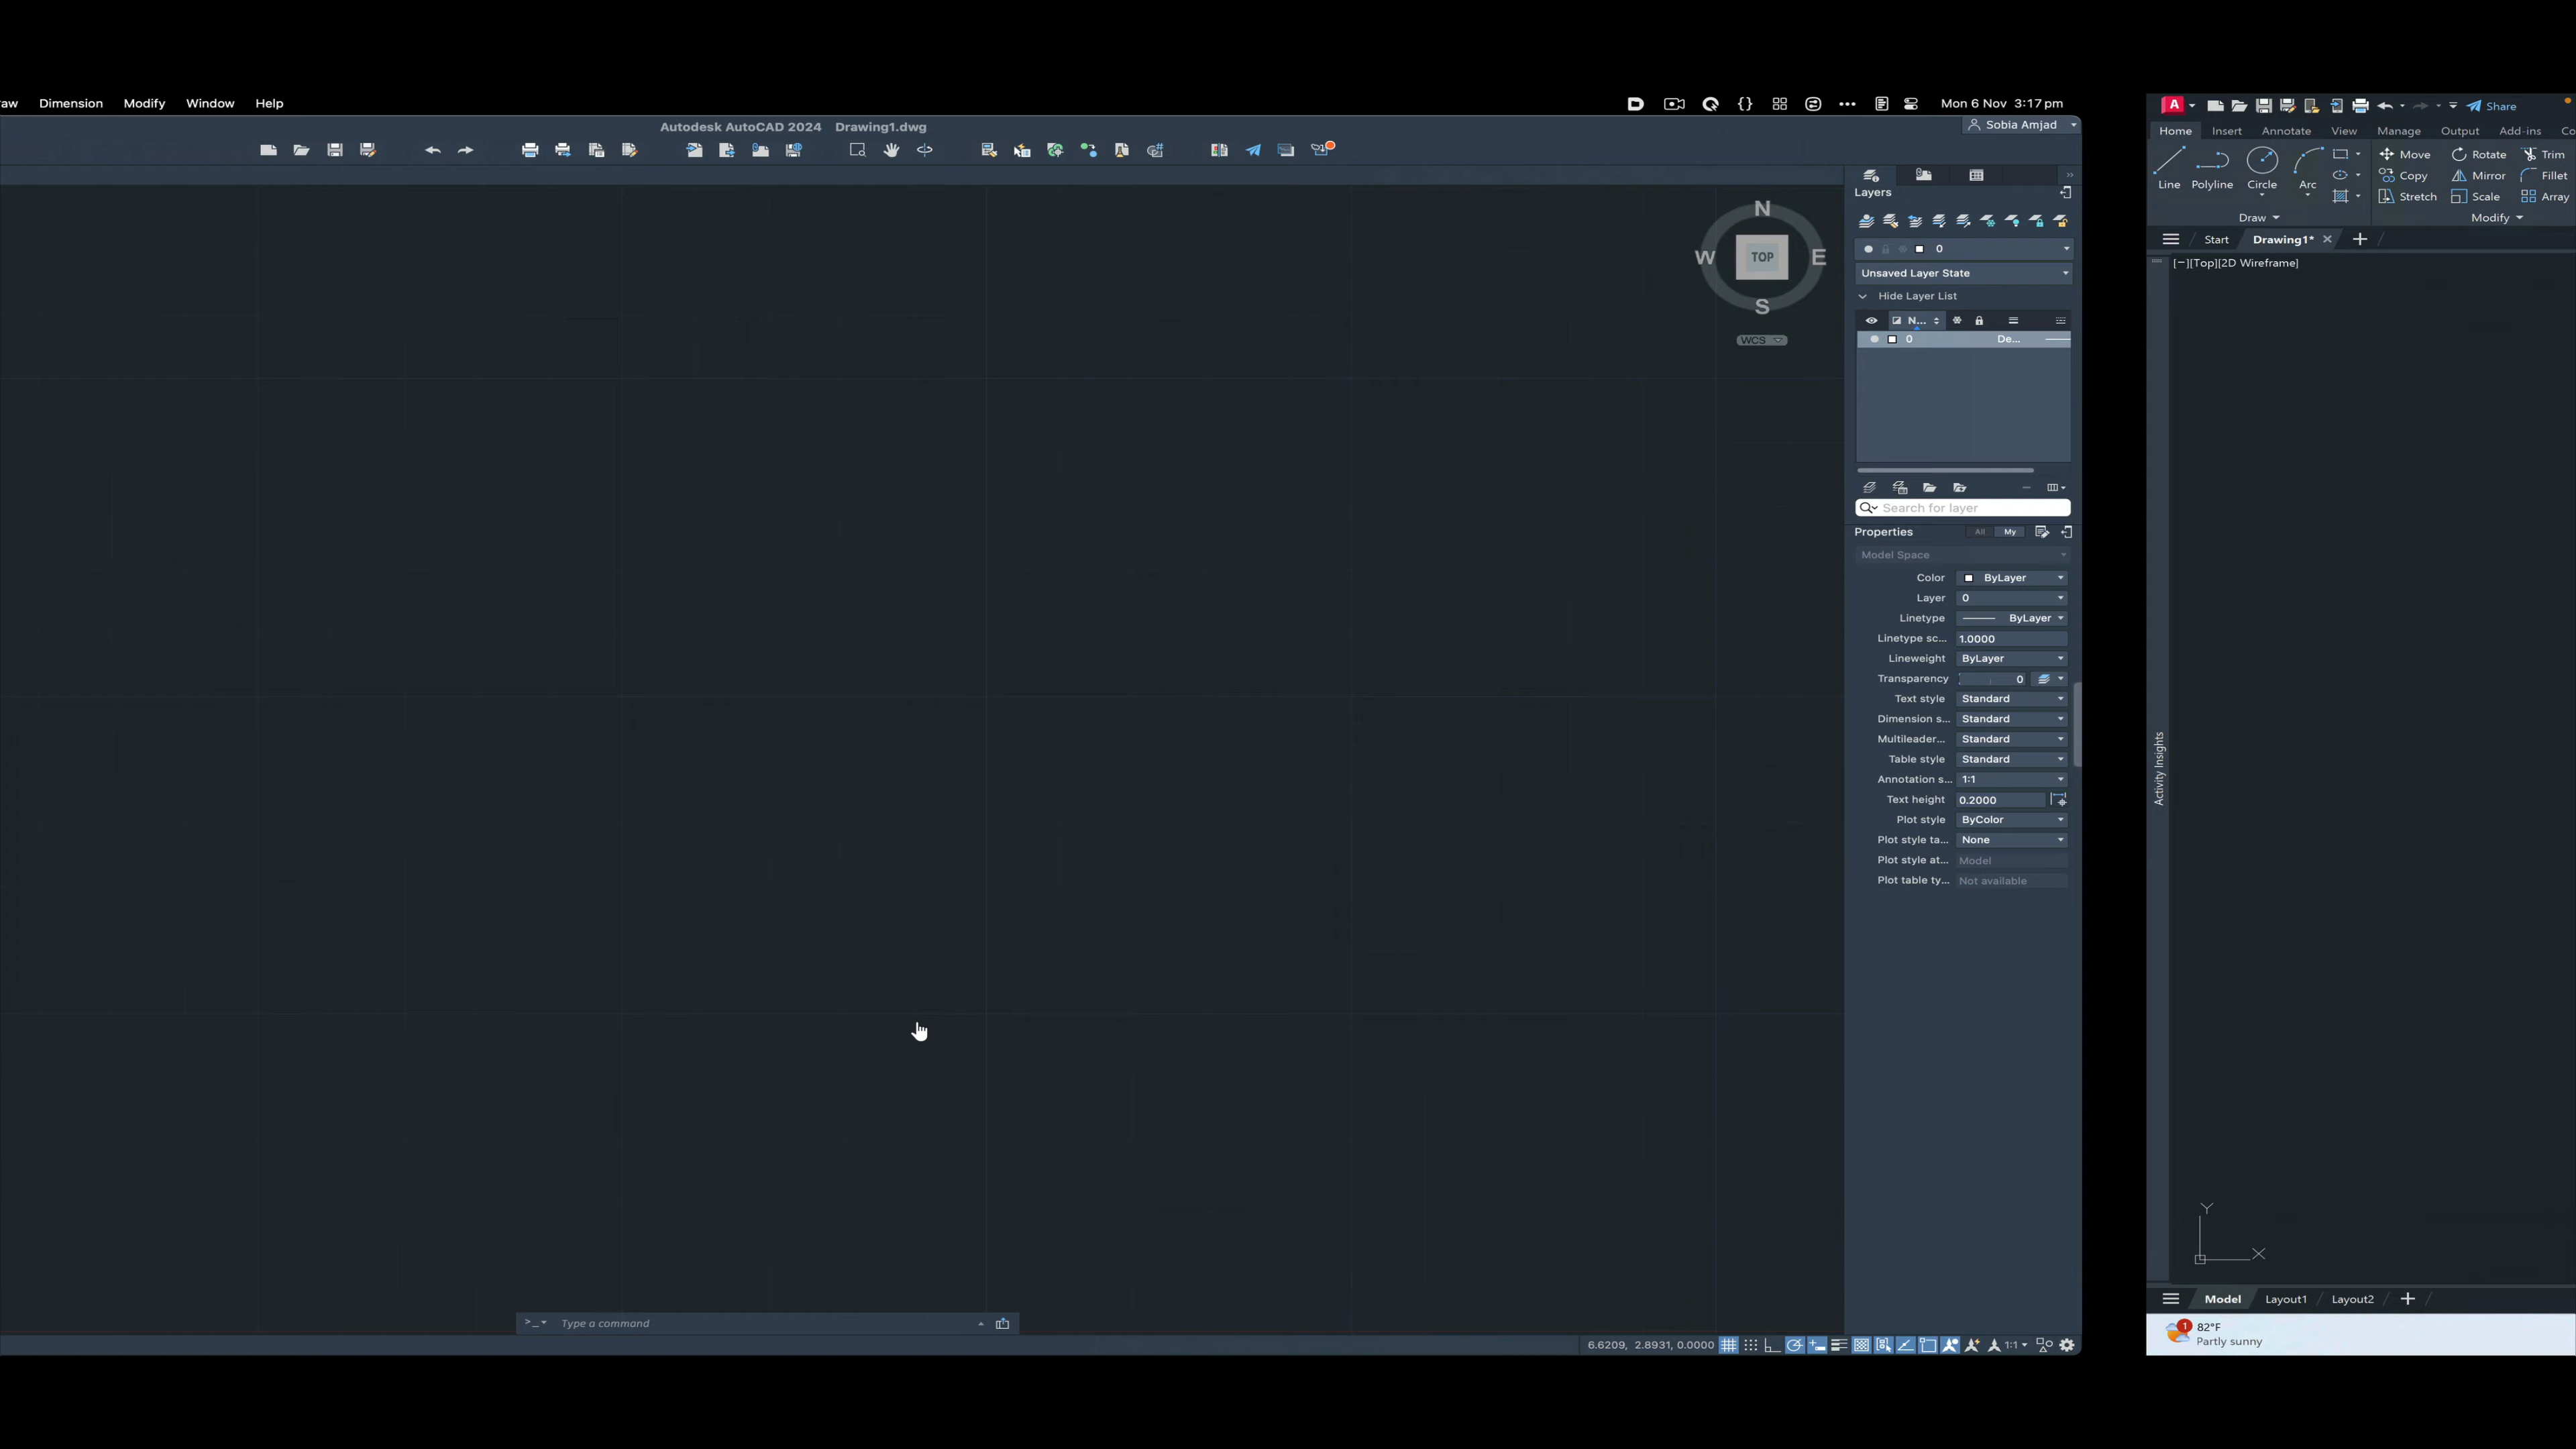 aw Dimension Modify Window Help
Mon 6 Nov 3:17 pm
Autodesk AutoCAD 2024 Drawing1.dwg
Sobia Amjad
Layers
0
Unsaved Layer State
Hide Layer List
N...
0 De...
Search for layer
Properties All My
Model Space
Color ByLayer
Layer 0
Linetype ByLayer
Linetype sc... 1.0000
Lineweight ByLayer
Transparency 0
Text style Standard
Dimension s... Standard
Multileader... Standard
Table style Standard
Annotation s... 1:1
Text height 0.2000
Plot style ByColor
Plot style ta... None
Plot style at... Model
Plot table ty... Not available
N
W TOP E
S
WCS
>_ Type a command
6.6209, 2.8931, 0.0000
1:1
A Share
Home Insert Annotate View Manage Output Add-ins Co
Line Polyline Circle Arc
Move Rotate Trim
Copy Mirror Fillet
Stretch Scale Array
Draw Modify
Start Drawing1*
[−][Top][2D Wireframe]
Activity Insights
Y
X
Model Layout1 Layout2
1
82°F
Partly sunny